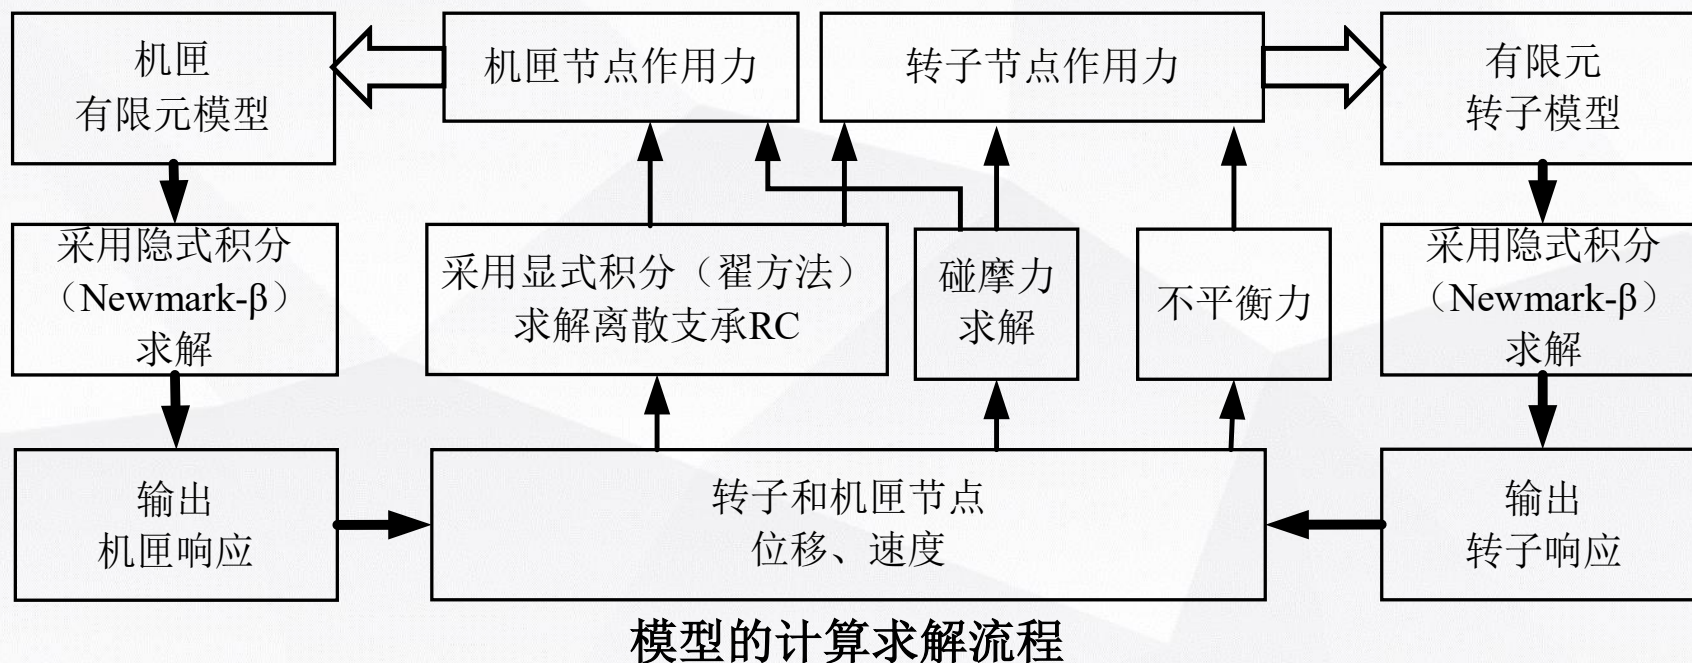 机匣
有限元模型
机匣节点作用力
转子节点作用力
有限元
转子模型
采用隐式积分
（Newmark-β）
求解
采用显式积分（翟方法）
求解离散支承RC
碰摩力
求解
不平衡力
采用隐式积分
（Newmark-β）
求解
输出
机匣响应
转子和机匣节点
位移、速度
输出
转子响应
模型的计算求解流程